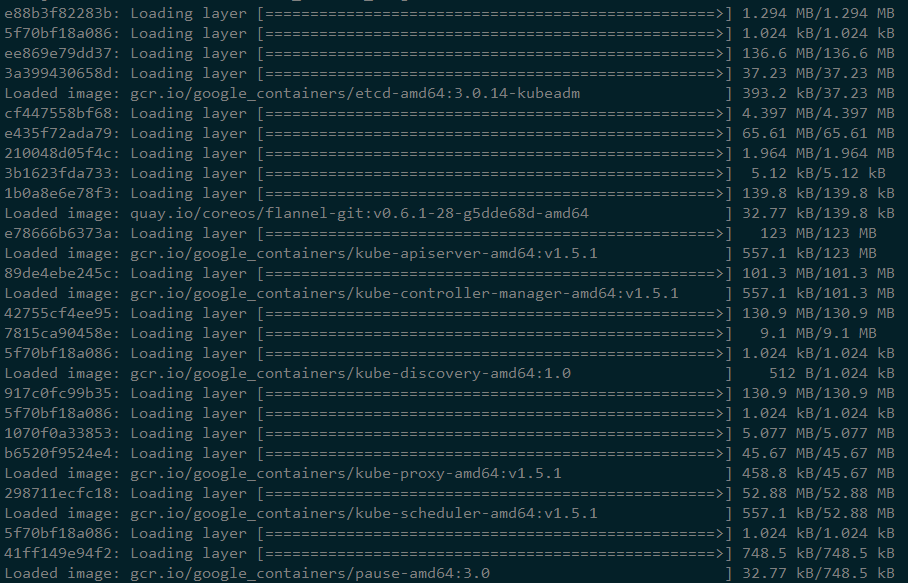 e88b3f82283b: Loading layer [==================================================>] 1.294 MB/1.294 MB
5f70bf18a086: Loading layer [==================================================>] 1.024 kB/1.024 kB
ee869e79dd37: Loading layer [==================================================>] 136.6 MB/136.6 MB
3a399430658d: Loading layer [==================================================>] 37.23 MB/37.23 MB
Loaded image: gcr.io/google_containers/etcd-amd64:3.0.14-kubeadm                ] 393.2 kB/37.23 MB
cf447558bf68: Loading layer [==================================================>] 4.397 MB/4.397 MB
e435f72ada79: Loading layer [==================================================>] 65.61 MB/65.61 MB
210048d05f4c: Loading layer [==================================================>] 1.964 MB/1.964 MB
3b1623fda733: Loading layer [==================================================>]  5.12 kB/5.12 kB
1b0a8e6e78f3: Loading layer [==================================================>] 139.8 kB/139.8 kB
Loaded image: quay.io/coreos/flannel-git:v0.6.1-28-g5dde68d-amd64               ] 32.77 kB/139.8 kB
e78666b6373a: Loading layer [==================================================>]   123 MB/123 MB
Loaded image: gcr.io/google_containers/kube-apiserver-amd64:v1.5.1              ] 557.1 kB/123 MB
89de4ebe245c: Loading layer [==================================================>] 101.3 MB/101.3 MB
Loaded image: gcr.io/google_containers/kube-controller-manager-amd64:v1.5.1     ] 557.1 kB/101.3 MB
42755cf4ee95: Loading layer [==================================================>] 130.9 MB/130.9 MB
7815ca90458e: Loading layer [==================================================>]   9.1 MB/9.1 MB
5f70bf18a086: Loading layer [==================================================>] 1.024 kB/1.024 kB
Loaded image: gcr.io/google_containers/kube-discovery-amd64:1.0                 ]    512 B/1.024 kB
917c0fc99b35: Loading layer [==================================================>] 130.9 MB/130.9 MB
5f70bf18a086: Loading layer [==================================================>] 1.024 kB/1.024 kB
1070f0a33853: Loading layer [==================================================>] 5.077 MB/5.077 MB
b6520f9524e4: Loading layer [==================================================>] 45.67 MB/45.67 MB
Loaded image: gcr.io/google_containers/kube-proxy-amd64:v1.5.1                  ] 458.8 kB/45.67 MB
298711ecfc18: Loading layer [==================================================>] 52.88 MB/52.88 MB
Loaded image: gcr.io/google_containers/kube-scheduler-amd64:v1.5.1              ] 557.1 kB/52.88 MB
5f70bf18a086: Loading layer [==================================================>] 1.024 kB/1.024 kB
41ff149e94f2: Loading layer [==================================================>] 748.5 kB/748.5 kB
Loaded image: gcr.io/google_containers/pause-amd64:3.0                          ] 32.77 kB/748.5 kB